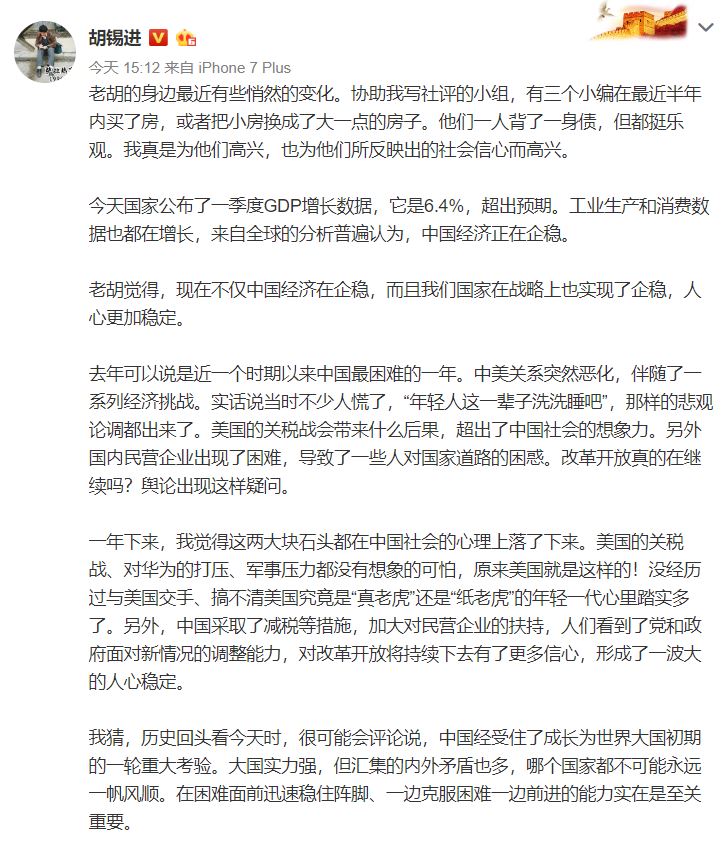 胡锡进
今天 15:12 来自 iPhone 7 Plus
老胡的身边最近有些悄然的变化。协助我写社评的小组，有三个小编在最近半年
内买了房，或者把小房换成了大一点的房子。他们一人背了一身债，但都挺乐
观。我真是为他们高兴，也为他们所反映出的社会信心而高兴。
今天国家公布了一季度GDP增长数据，它是6.4%，超出预期。工业生产和消费数
据也都在增长，来自全球的分析普遍认为，中国经济正在企稳。
老胡觉得，现在不仅中国经济在企稳，而且我们国家在战略上也实现了企稳，人
心更加稳定。
去年可以说是近一个时期以来中国最困难的一年。中美关系突然恶化，伴随了一
系列经济挑战。实话说当时不少人慌了，“年轻人这一辈子洗洗睡吧”，那样的悲观
论调都出来了。美国的关税战会带来什么后果，超出了中国社会的想象力。另外
国内民营企业出现了困难，导致了一些人对国家道路的困惑。改革开放真的在继
续吗？舆论出现这样疑问。
一年下来，我觉得这两大块石头都在中国社会的心理上落了下来。美国的关税
战、对华为的打压、军事压力都没有想象的可怕，原来美国就是这样的！没经历
过与美国交手、搞不清美国究竟是“真老虎”还是“纸老虎”的年轻一代心里踏实多
了。另外，中国采取了减税等措施，加大对民营企业的扶持，人们看到了党和政
府面对新情况的调整能力，对改革开放将持续下去有了更多信心，形成了一波大
的人心稳定。
我猜，历史回头看今天时，很可能会评论说，中国经受住了成长为世界大国初期
的一轮重大考验。大国实力强，但汇集的内外矛盾也多，哪个国家都不可能永远
一帆风顺。在困难面前迅速稳住阵脚、一边克服困难一边前进的能力实在是至关
重要。